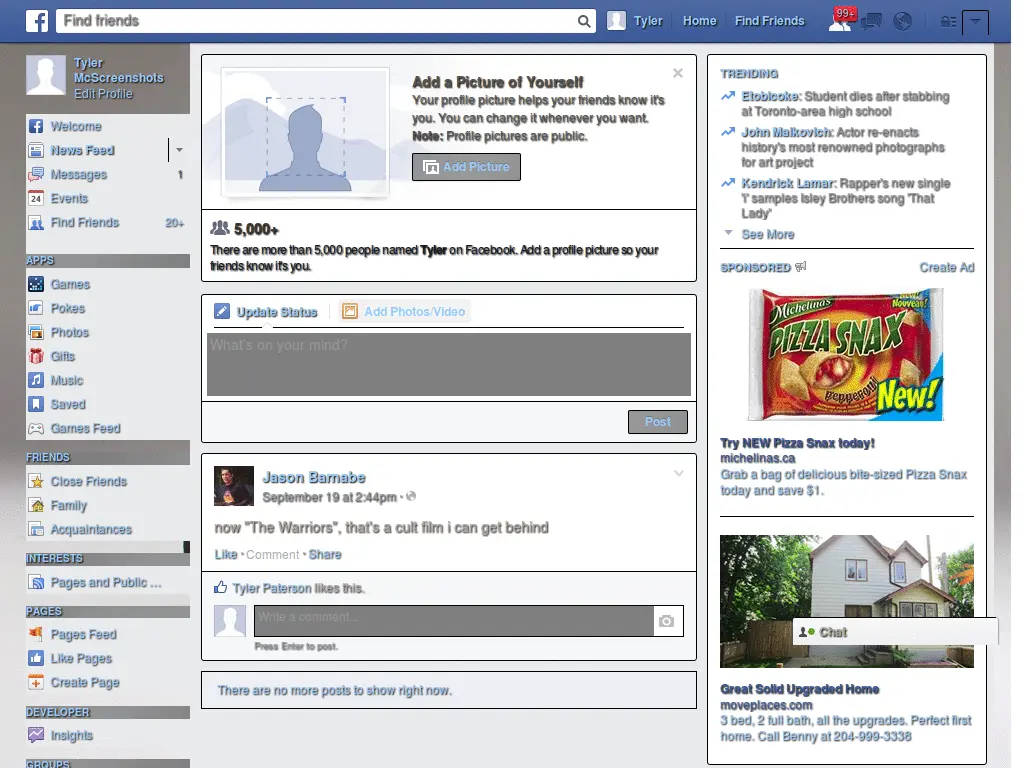 f
Find friends
Tyler
Home
Find Friends
99+
Tyler
McScreenshots
Edit Profile
Welcome
News Feed
Messages
1
24
Events
Find Friends
20+
APPS
Games
Pokes
Photos
Gifts
Music
Saved
Games Feed
FRIENDS
Close Friends
Family
Acquaintances
INTERESTS
Pages and Public ...
PAGES
Pages Feed
Like Pages
Create Page
DEVELOPER
Insights
GROUPS
Add a Picture of Yourself
Your profile picture helps your friends know it's
you. You can change it whenever you want.
Note: Profile pictures are public.
Add Picture
5,000+
There are more than 5,000 people named Tyler on Facebook. Add a profile picture so your
friends know it's you.
Update Status
Add Photos/Video
What's on your mind?
Post
Jason Barnabe
September 19 at 2:44pm ·
now "The Warriors", that's a cult film i can get behind
Like · Comment · Share
Tyler Paterson likes this.
Write a comment...
Press Enter to post.
There are no more posts to show right now.
TRENDING
Etobicoke: Student dies after stabbing
at Toronto-area high school
John Malkovich: Actor re-enacts
history's most renowned photographs
for art project
Kendrick Lamar: Rapper's new single
'i' samples Isley Brothers song 'That
Lady'
See More
SPONSORED
Create Ad
Michelina's
Nouveau!
PIZZA SNAX
pepperoni
New!
Try NEW Pizza Snax today!
michelinas.ca
Grab a bag of delicious bite-sized Pizza Snax
today and save $1.
Chat
Great Solid Upgraded Home
moveplaces.com
3 bed, 2 full bath, all the upgrades. Perfect first
home. Call Benny at 204-999-3338